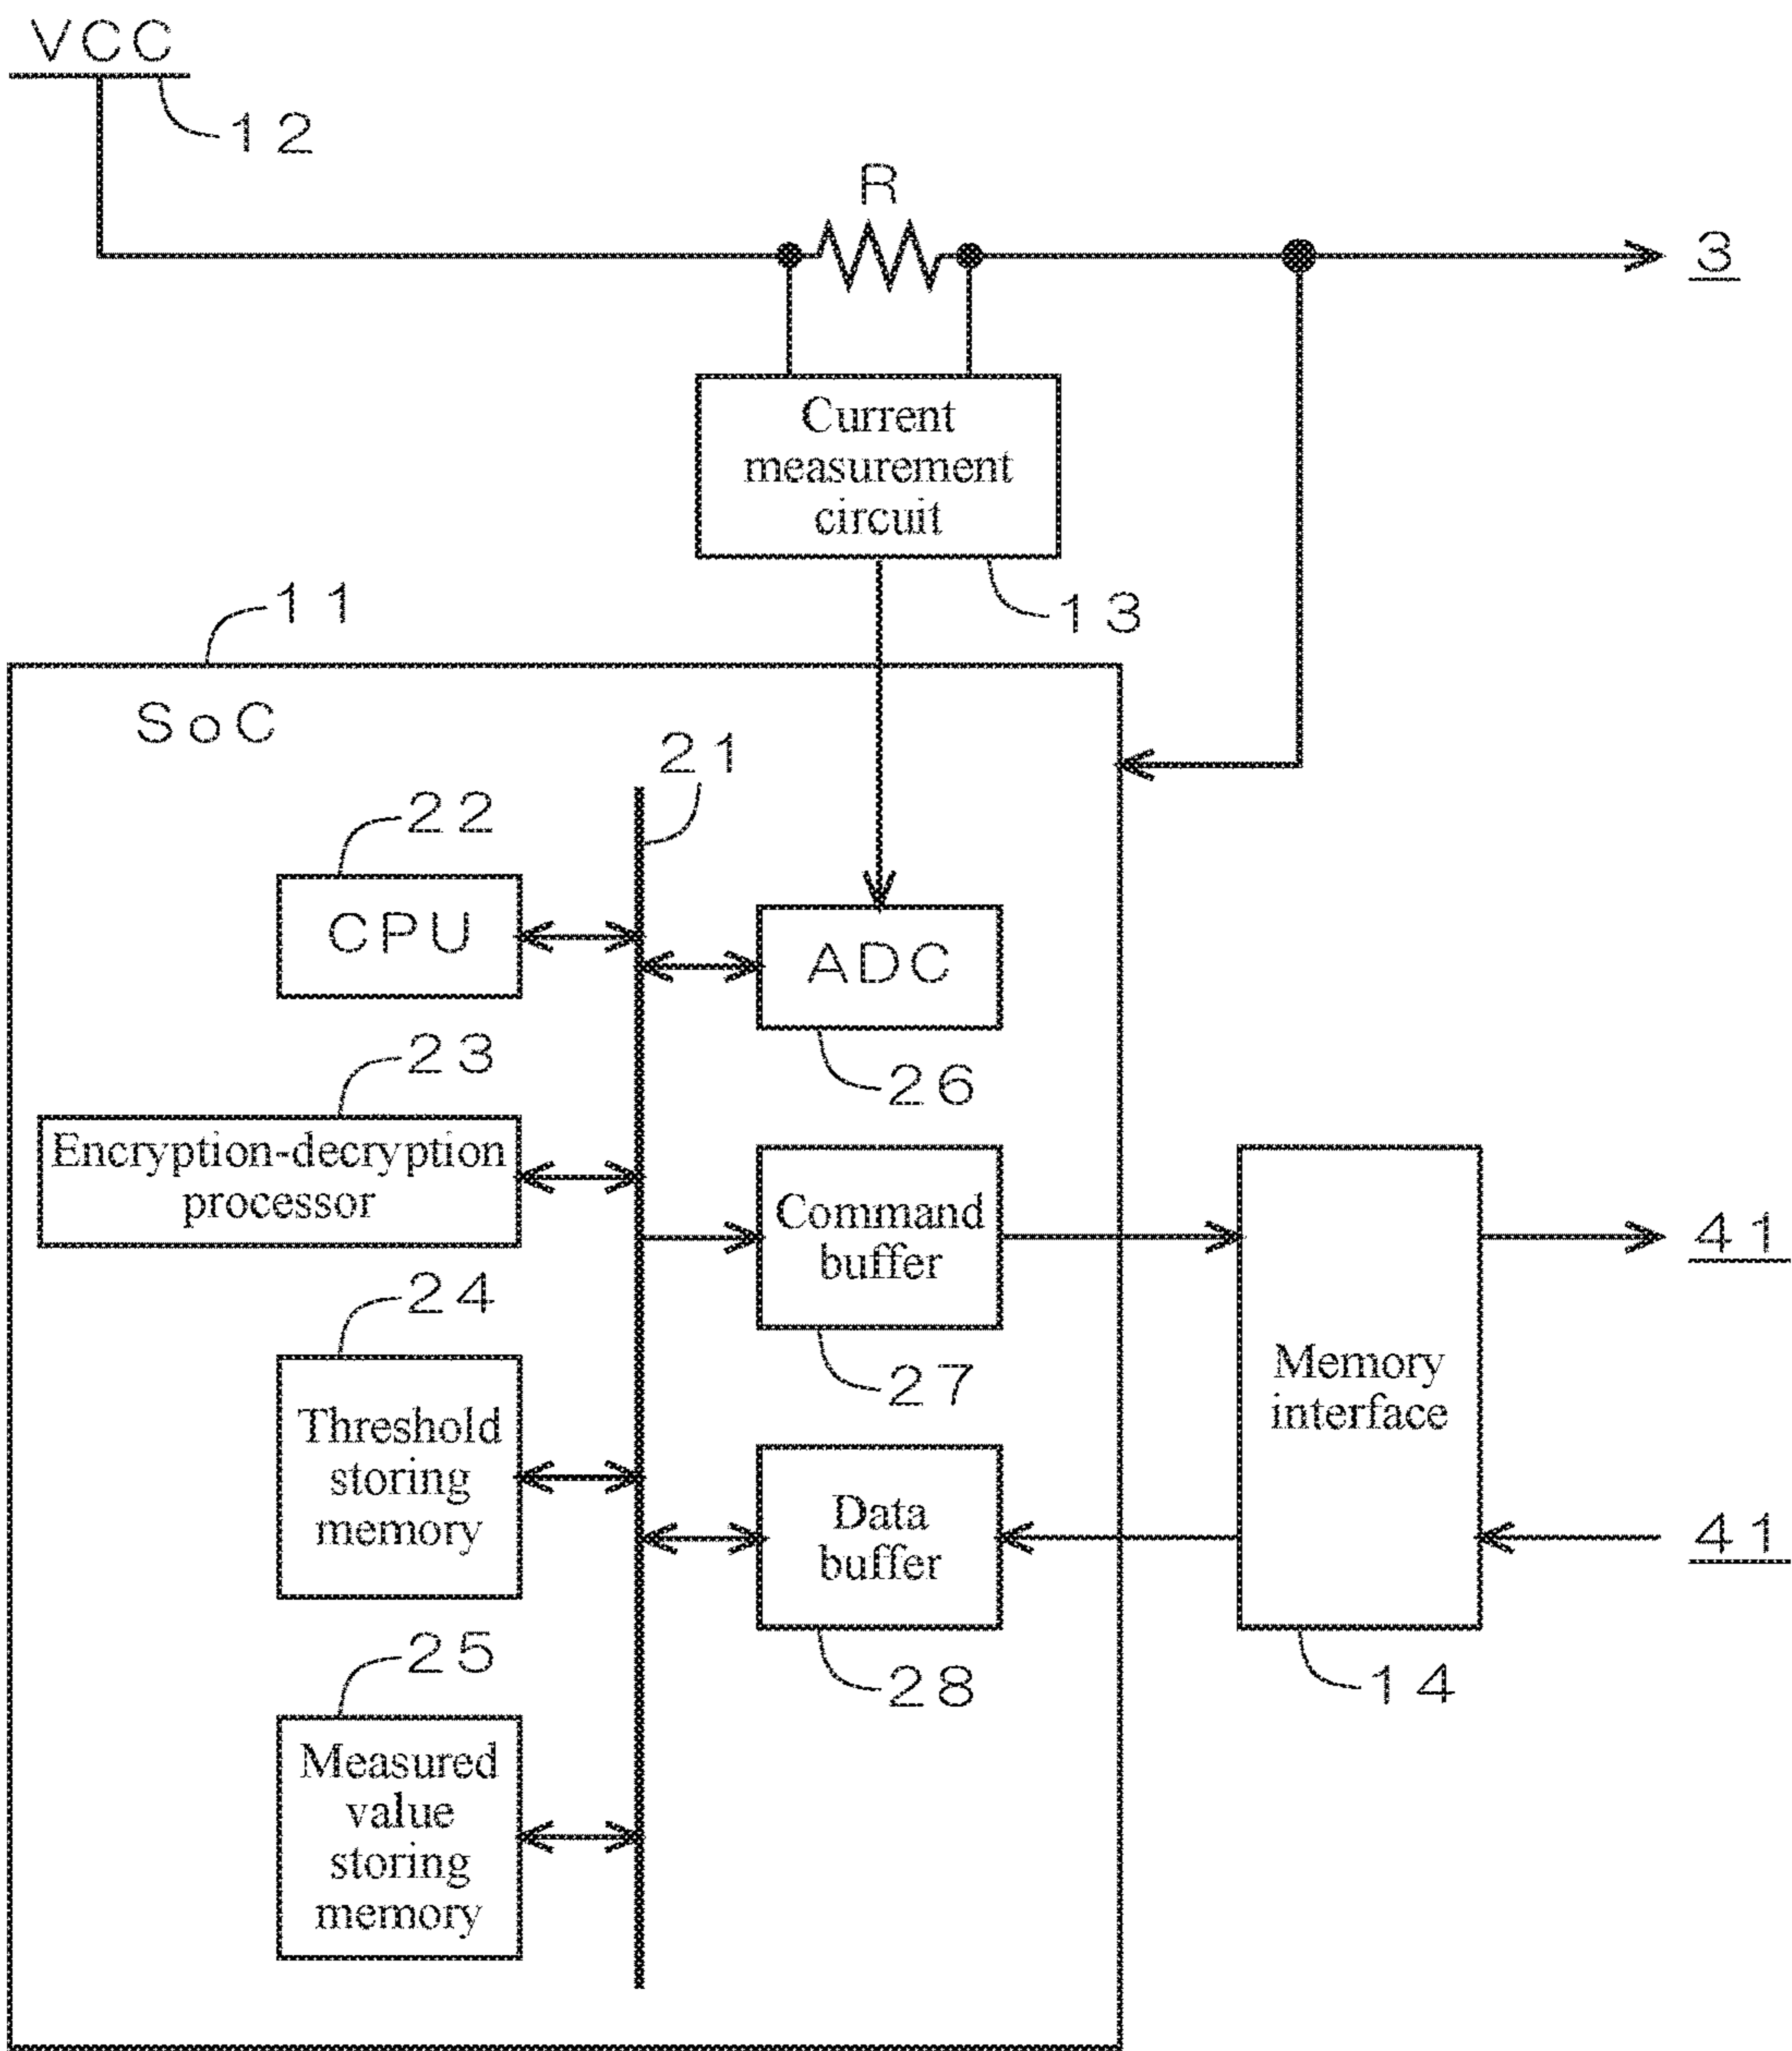 VCC
12
R
3
Current
measurement
circuit
13
11
SoC
21
22
CPU
ADC
26
23
Encryption-decryption
processor
Command
buffer
27
41
24
Threshold
storing
memory
Memory
interface
Data
buffer
28
41
14
25
Measured
value
storing
memory